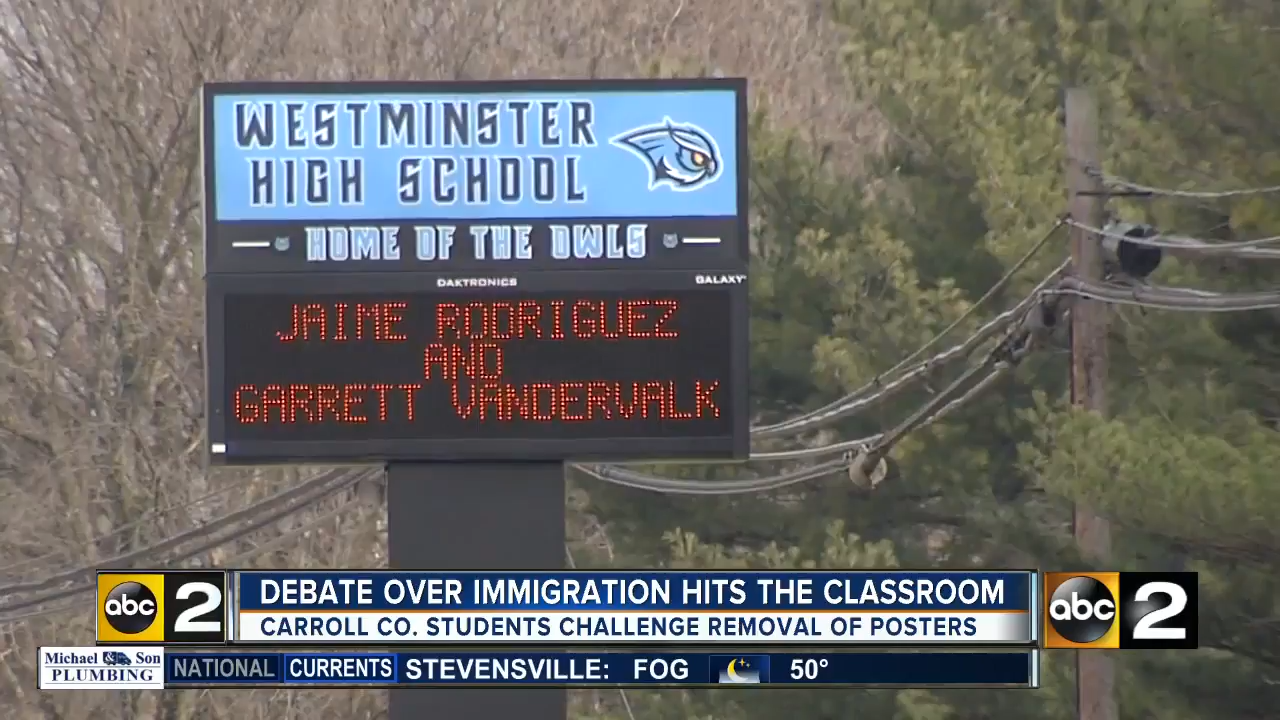 WESTMINSTER
HIGH SCHOOL
HOME OF THE OWLS
DAKTRONICS GALAXY
JAIME RODRIGUEZ
AND
GARRETT VANDERVALK
abc 2 DEBATE OVER IMMIGRATION HITS THE CLASSROOM abc 2
CARROLL CO. STUDENTS CHALLENGE REMOVAL OF POSTERS
Michael & Son
PLUMBING
NATIONAL CURRENTS STEVENSVILLE: FOG 50°